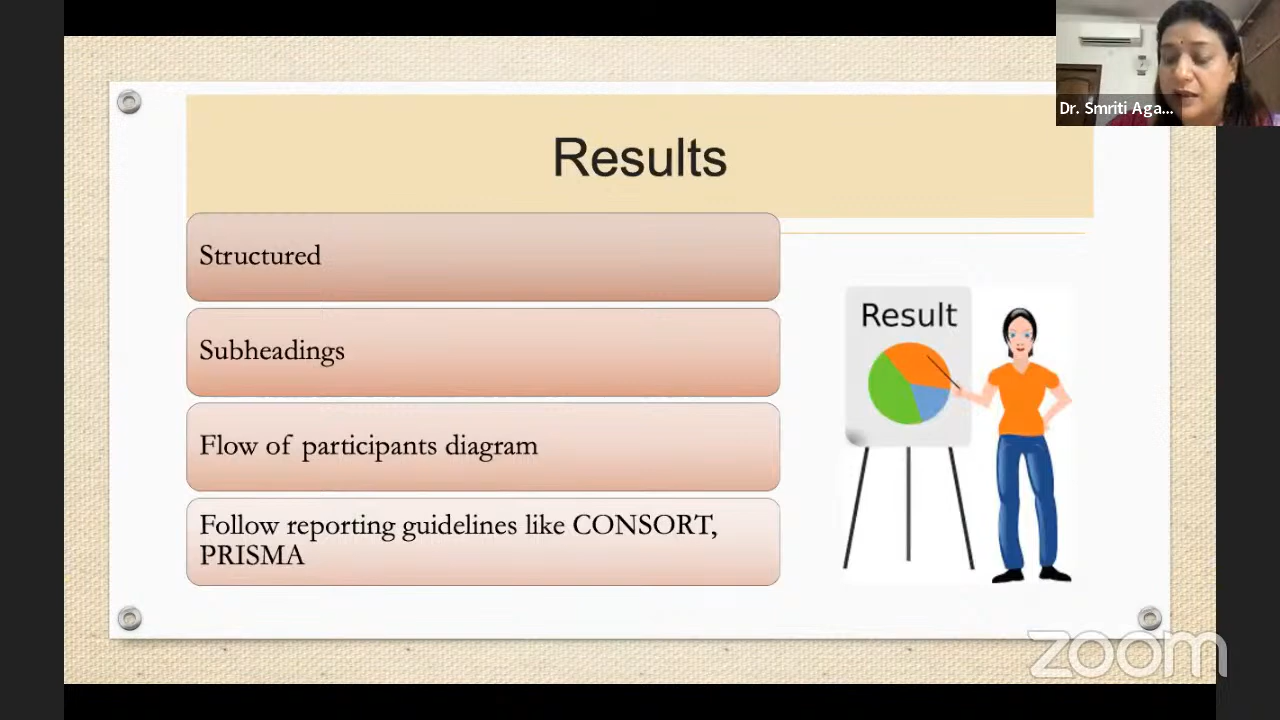 Dr. Smriti Aga...
Results
Structured
Subheadings
Flow of participants diagram
Follow reporting guidelines like CONSORT,
PRISMA
Result
zoom